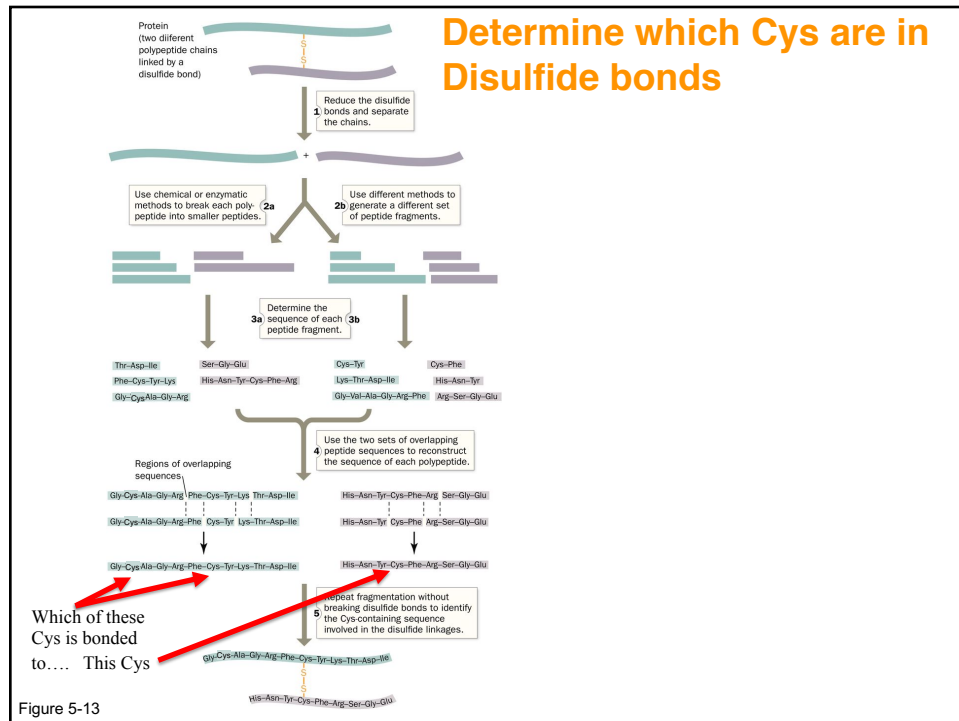 Determine which Cys are in
Disulfide bonds
Protein
(two diiferent
polypeptide chains
linked by a
disulfide bond)
S
S
1
Reduce the disulfide
bonds and separate
the chains.
+
Use chemical or enzymatic
methods to break each poly-
peptide into smaller peptides.
2a
2b
Use different methods to
generate a different set
of peptide fragments.
3a
Determine the
sequence of each
peptide fragment.
3b
Thr–Asp–Ile
Phe–Cys–Tyr–Lys
Gly–CysAla–Gly–Arg
Ser–Gly–Glu
His–Asn–Tyr–Cys–Phe–Arg
Cys–Tyr
Lys–Thr–Asp–Ile
Gly–Val–Ala–Gly–Arg–Phe
Cys–Phe
His–Asn–Tyr
Arg–Ser–Gly–Glu
4
Use the two sets of overlapping
peptide sequences to reconstruct
the sequence of each polypeptide.
Regions of overlapping
sequences
Gly-Cys-Ala–Gly–Arg Phe–Cys–Tyr–Lys Thr–Asp–Ile
Gly-Cys-Ala–Gly–Arg–Phe Cys–Tyr Lys–Thr–Asp–Ile
Gly-Cys Ala–Gly–Arg–Phe–Cys–Tyr–Lys–Thr–Asp–Ile
His–Asn–Tyr–Cys–Phe–Arg Ser–Gly–Glu
His–Asn–Tyr Cys–Phe Arg–Ser–Gly–Glu
His–Asn–Tyr–Cys–Phe–Arg–Ser–Gly–Glu
Which of these
Cys is bonded
to…. This Cys
5
Repeat fragmentation without
breaking disulfide bonds to identify
the Cys-containing sequence
involved in the disulfide linkages.
Gly-Cys-Ala–Gly–Arg–Phe–Cys–Tyr–Lys–Thr–Asp–Ile
S
S
His–Asn–Tyr–Cys–Phe–Arg–Ser–Gly–Glu
Figure 5-13